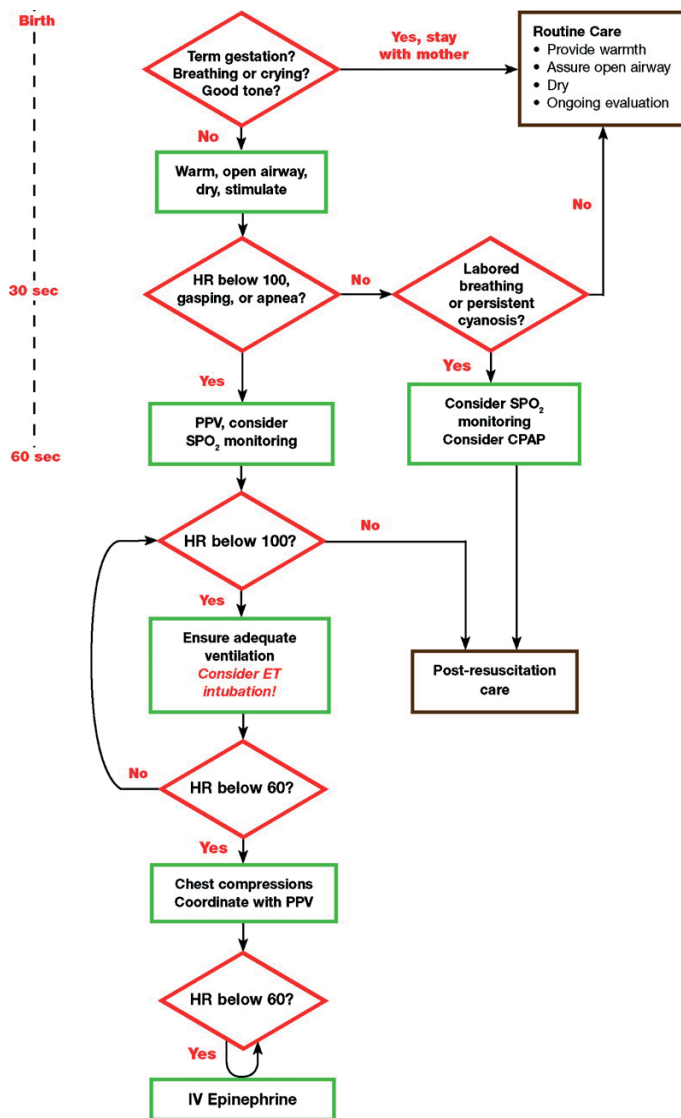 Birth
Term gestation?
Breathing or crying?
Good tone?
Yes, stay
with mother
Routine Care
• Provide warmth
• Assure open airway
• Dry
• Ongoing evaluation
No
Warm, open airway,
dry, stimulate
No
30 sec
HR below 100,
gasping, or apnea?
No
Labored
breathing
or persistent
cyanosis?
Yes
Yes
PPV, consider
SPO₂ monitoring
Consider SPO₂
monitoring
Consider CPAP
60 sec
HR below 100?
No
Yes
Ensure adequate
ventilation
Consider ET
intubation!
Post-resuscitation
care
No
HR below 60?
Yes
Chest compressions
Coordinate with PPV
HR below 60?
Yes
IV Epinephrine